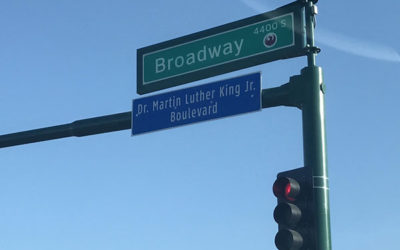 4400 S
Broadway
Dr. Martin Luther King Jr.
Boulevard